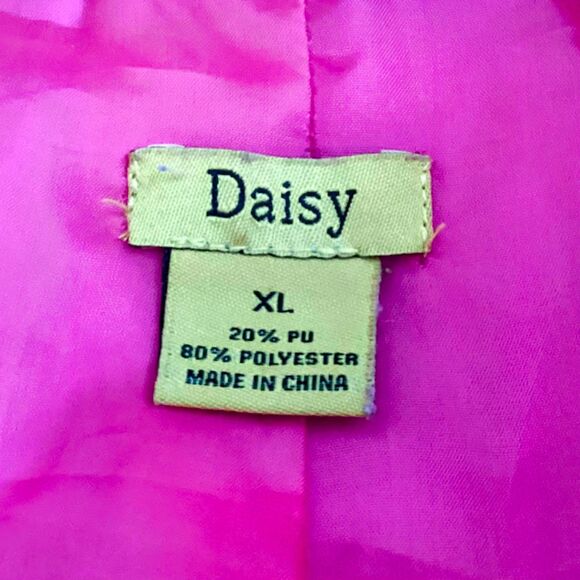 Daisy
XL
20% PU
80% POLYESTER
MADE IN CHINA